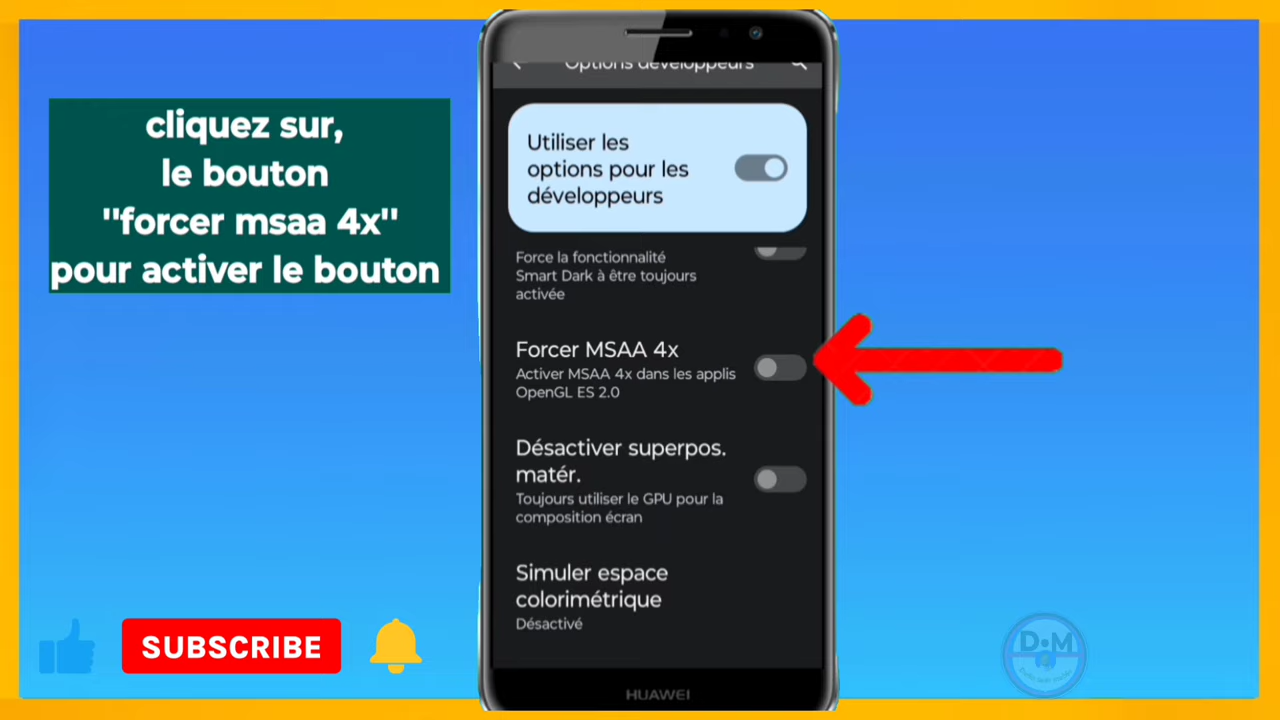 cliquez sur,
le bouton
"forcer msaa 4x"
pour activer le bouton
Options développeurs
Utiliser les
options pour les
développeurs
Force la fonctionnalité
Smart Dark à être toujours
activée
Forcer MSAA 4x
Activer MSAA 4x dans les applis
OpenGL ES 2.0
Désactiver superpos.
matér.
Toujours utiliser le GPU pour la
composition écran
Simuler espace
colorimétrique
Désactivé
SUBSCRIBE
D M
HUAWEI